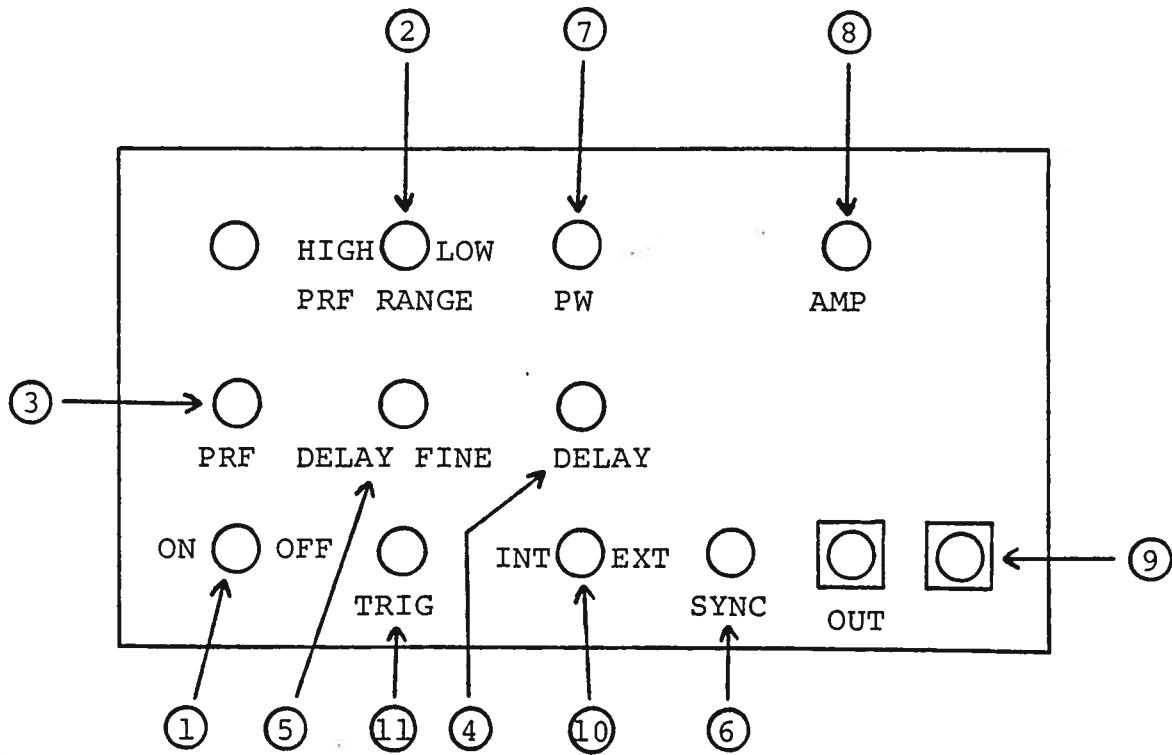 2 7 8
HIGH LOW
PRF RANGE PW AMP
3
PRF DELAY FINE DELAY
ON OFF INT EXT 9
TRIG SYNC OUT
1 5 11 4 10 6